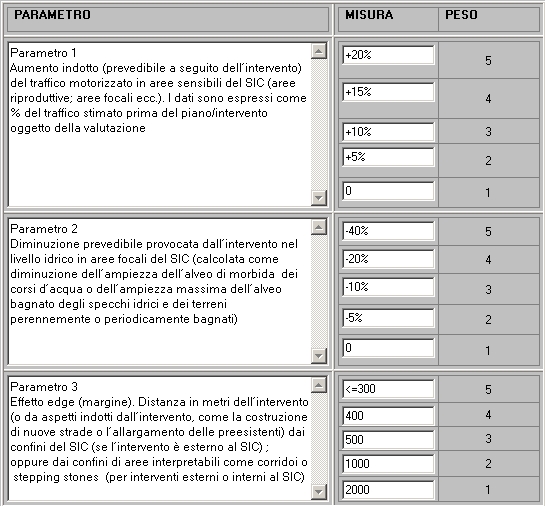 PARAMETRO MISURA PESO
Parametro 1
Aumento indotto (prevedibile a seguito dell´intervento)
del traffico motorizzato in aree sensibili del SIC (aree
riproduttive; aree focali ecc.). I dati sono espressi come
% del traffico stimato prima del piano/intervento
oggetto della valutazione
+20% 5
+15% 4
+10% 3
+5% 2
0 1
Parametro 2
Diminuzione prevedibile provocata dall´intervento nel
livello idrico in aree focali del SIC (calcolata come
diminuzione dell´ampiezza dell´alveo di morbida  dei
corsi d´acqua o dell´ampiezza massima dell´alveo
bagnato degli specchi idrici e dei terreni
perennemente o periodicamente bagnati)
-40% 5
-20% 4
-10% 3
-5% 2
0 1
Parametro 3
Effetto edge (margine). Distanza in metri dell´intervento
(o da aspetti indotti dall´intervento, come la costruzione
di nuove strade o l´allargamento delle preesistenti) dai
confini del SIC (se l´intervento è esterno al SIC) ;
oppure dai confini di aree interpretabili come corridoi o
stepping stones  (per interventi esterni o interni al SIC)
<=300 5
400 4
500 3
1000 2
2000 1